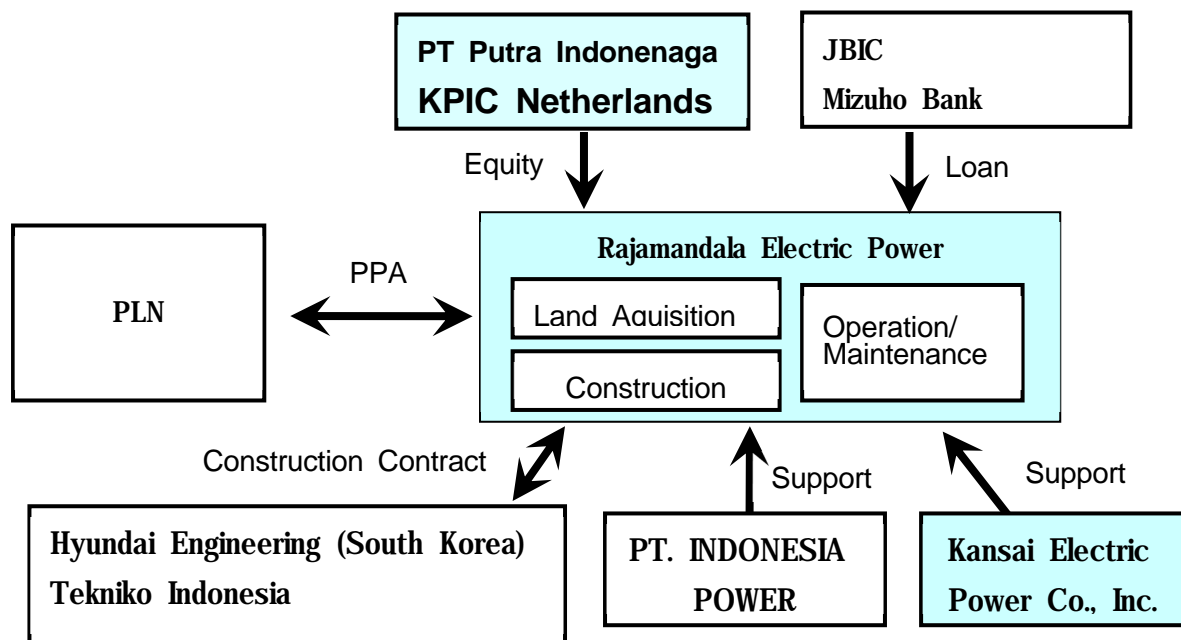 PT Putra Indonenaga
KPIC Netherlands
JBIC
Mizuho Bank
Equity
Loan
PLN
PPA
Rajamandala Electric Power
Land Aquisition
Construction
Operation/
Maintenance
Construction Contract
Support
Support
Hyundai Engineering (South Korea)
Tekniko Indonesia
PT. INDONESIA
POWER
Kansai Electric
Power Co., Inc.